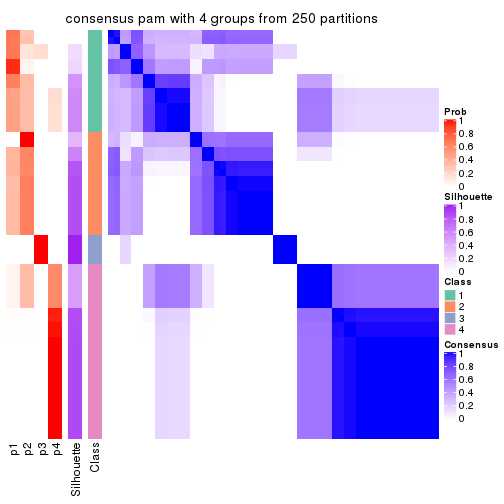 consensus pam with 4 groups from 250 partitions
Prob
1
0.8
0.6
0.4
0.2
0
Silhouette
1
0.8
0.6
0.4
0.2
0
Class
1
2
3
4
Consensus
1
0.8
0.6
0.4
0.2
0
p1
p2
p3
p4
Silhouette
Class